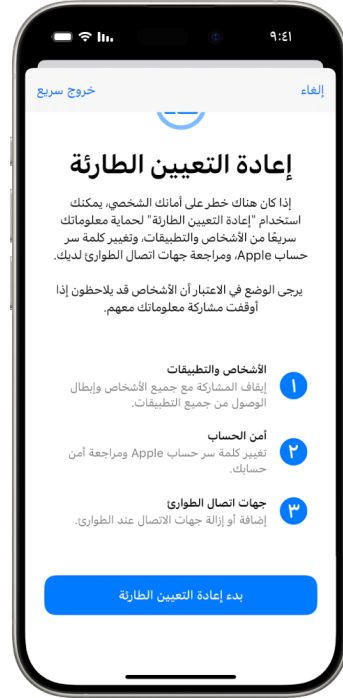 ٩:٤١
إلغاء
خروج سريع
إعادة التعيين الطارئة
إذا كان هناك خطر على أمانك الشخصي، يمكنك
استخدام "إعادة التعيين الطارئة" لحماية معلوماتك
سريعًا من الأشخاص والتطبيقات، وتغيير كلمة سر
حساب Apple، ومراجعة جهات اتصال الطوارئ لديك.
يرجى الوضع في الاعتبار أن الأشخاص قد يلاحظون إذا
أوقفت مشاركة معلوماتك معهم.
الأشخاص والتطبيقات
١
إيقاف المشاركة مع جميع الأشخاص وإبطال
الوصول من جميع التطبيقات.
أمن الحساب
٢
تغيير كلمة سر حساب Apple ومراجعة أمن
حسابك.
جهات اتصال الطوارئ
٣
إضافة أو إزالة جهات الاتصال عند الطوارئ.
بدء إعادة التعيين الطارئة